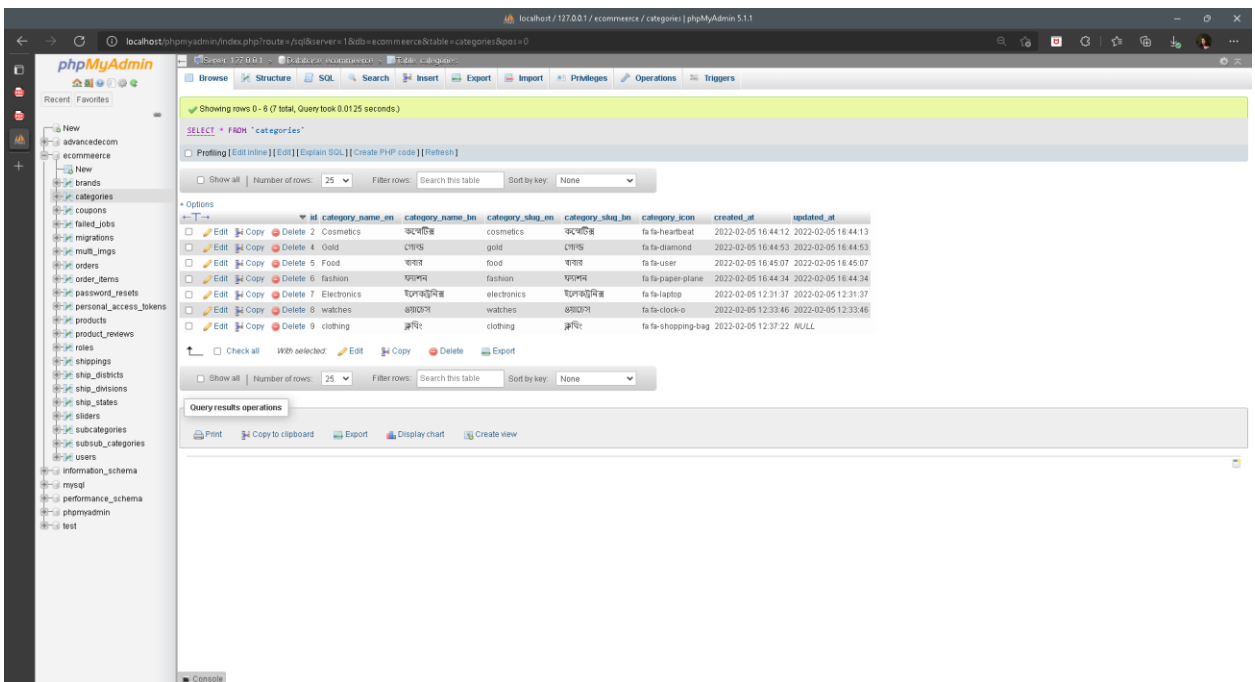 localhost / 127.0.0.1 / ecommeerce / categories | phpMyAdmin 5.1.1
localhost/phpmyadmin/index.php?route=/sql&server=1&db=ecommeerce&table=categories&pos=0
phpMyAdmin
Recent Favorites
New
advancedecom
ecommeerce
New
brands
categories
coupons
failed_jobs
migrations
multi_imgs
orders
order_items
password_resets
personal_access_tokens
products
product_reviews
roles
shippings
ship_districts
ship_divisions
ship_states
sliders
subcategories
subsub_categories
users
information_schema
mysql
performance_schema
phpmyadmin
test
Server: 127.0.0.1 » Database: ecommeerce » Table: categories
Browse Structure SQL Search Insert Export Import Privileges Operations Triggers
Showing rows 0 - 6 (7 total, Query took 0.0125 seconds.)
SELECT * FROM `categories`
Profiling [ Edit inline ] [ Edit ] [ Explain SQL ] [ Create PHP code ] [ Refresh ]
Show all | Number of rows: 25 Filter rows: Search this table Sort by key: None
+ Options
←T→ id category_name_en category_name_bn category_slug_en category_slug_bn category_icon created_at updated_at
Edit Copy Delete 2 Cosmetics কসমেটিক্স cosmetics কসমেটিক্স fa fa-heartbeat 2022-02-05 16:44:12 2022-02-05 16:44:13
Edit Copy Delete 4 Gold গোল্ড gold গোল্ড fa fa-diamond 2022-02-05 16:44:53 2022-02-05 16:44:53
Edit Copy Delete 5 Food খাবার food খাবার fa fa-user 2022-02-05 16:45:07 2022-02-05 16:45:07
Edit Copy Delete 6 fashion ফ্যাশন fashion ফ্যাশন fa fa-paper-plane 2022-02-05 16:44:34 2022-02-05 16:44:34
Edit Copy Delete 7 Electronics ইলেকট্রনিক্স electronics ইলেকট্রনিক্স fa fa-laptop 2022-02-05 12:31:37 2022-02-05 12:31:37
Edit Copy Delete 8 watches ওয়াচেস watches ওয়াচেস fa fa-clock-o 2022-02-05 12:33:46 2022-02-05 12:33:46
Edit Copy Delete 9 clothing ক্লথিং clothing ক্লথিং fa fa-shopping-bag 2022-02-05 12:37:22 NULL
Check all With selected: Edit Copy Delete Export
Show all | Number of rows: 25 Filter rows: Search this table Sort by key: None
Query results operations
Print Copy to clipboard Export Display chart Create view
Console